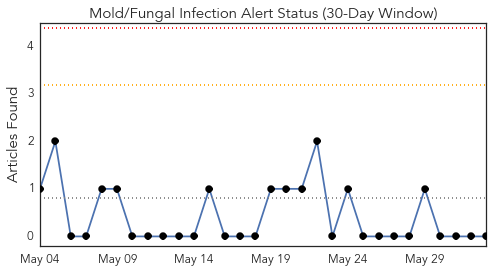 Mold/Fungal Infection Alert Status (30-Day Window)
Articles Found
4
3
2
1
0
May 04 May 09 May 14 May 19 May 24 May 29